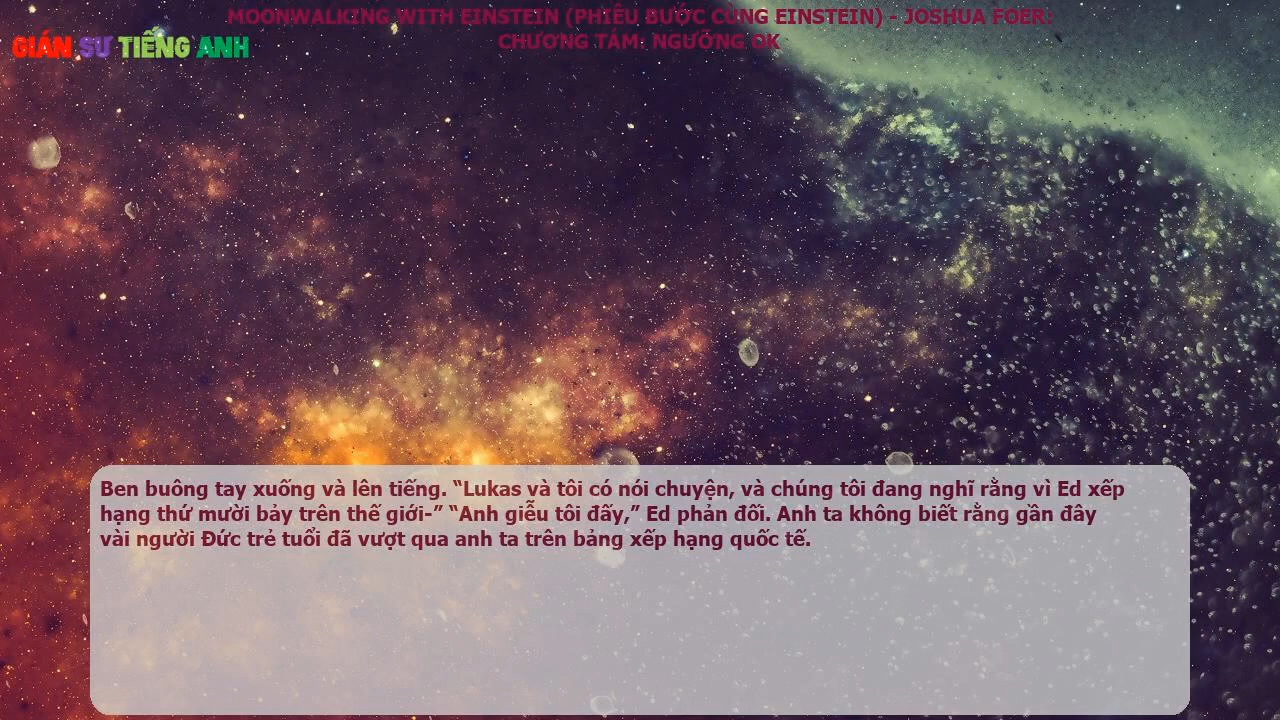 MOONWALKING WITH EINSTEIN (PHIÊU BƯỚC CÙNG EINSTEIN) - JOSHUA FOER:
CHƯƠNG TÁM: NGƯỠNG OK
GIÁN SỨ TIẾNG ANH
Ben buông tay xuống và lên tiếng. “Lukas và tôi có nói chuyện, và chúng tôi đang nghĩ rằng vì Ed xếp
hạng thứ mười bảy trên thế giới-” “Anh giễu tôi đấy,” Ed phản đối. Anh ta không biết rằng gần đây
vài người Đức trẻ tuổi đã vượt qua anh ta trên bảng xếp hạng quốc tế.